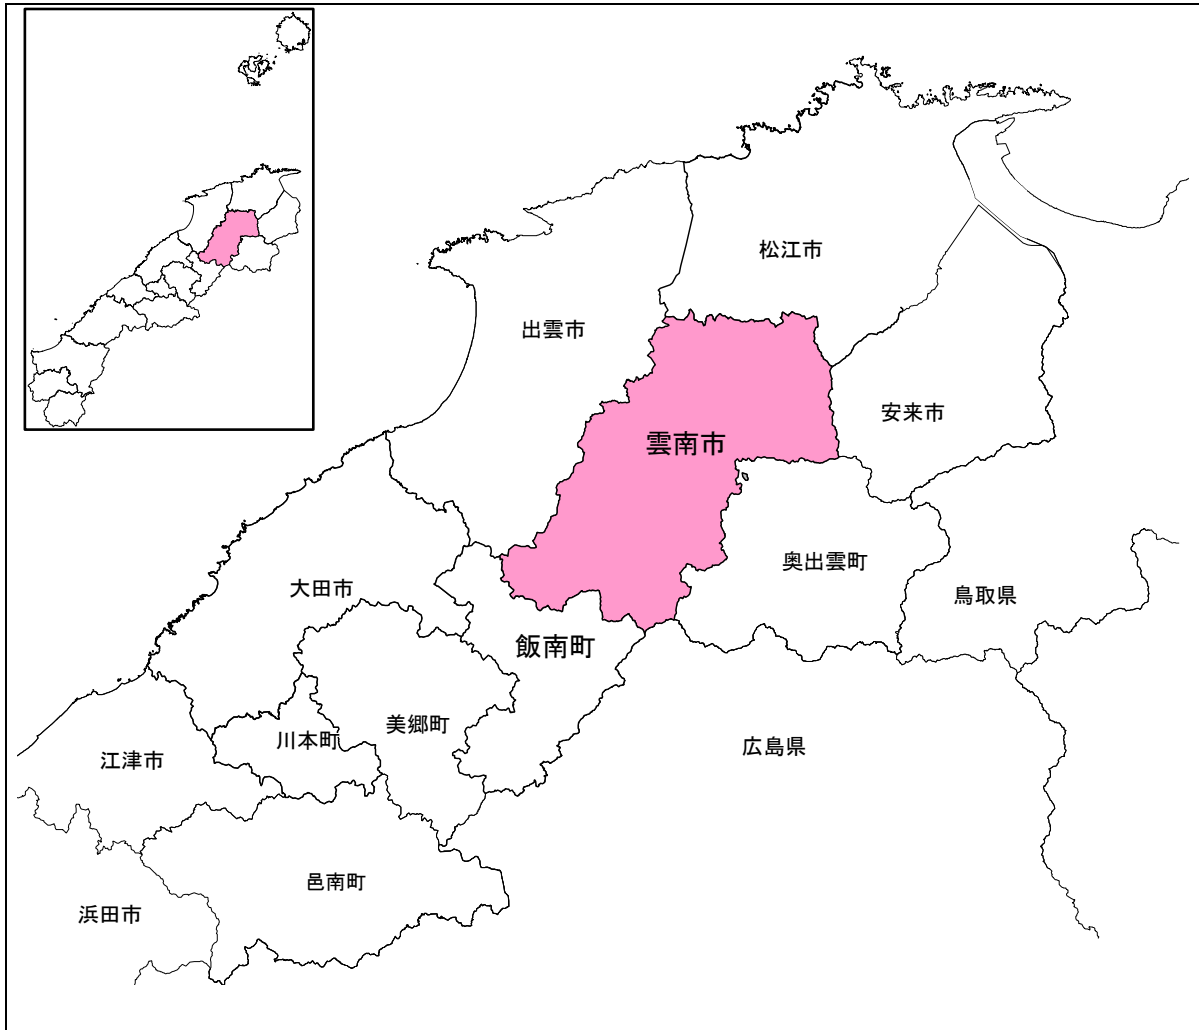 松江市
出雲市
安来市
雲南市
奥出雲町
大田市
鳥取県
飯南町
美郷町
川本町
広島県
江津市
邑南町
浜田市